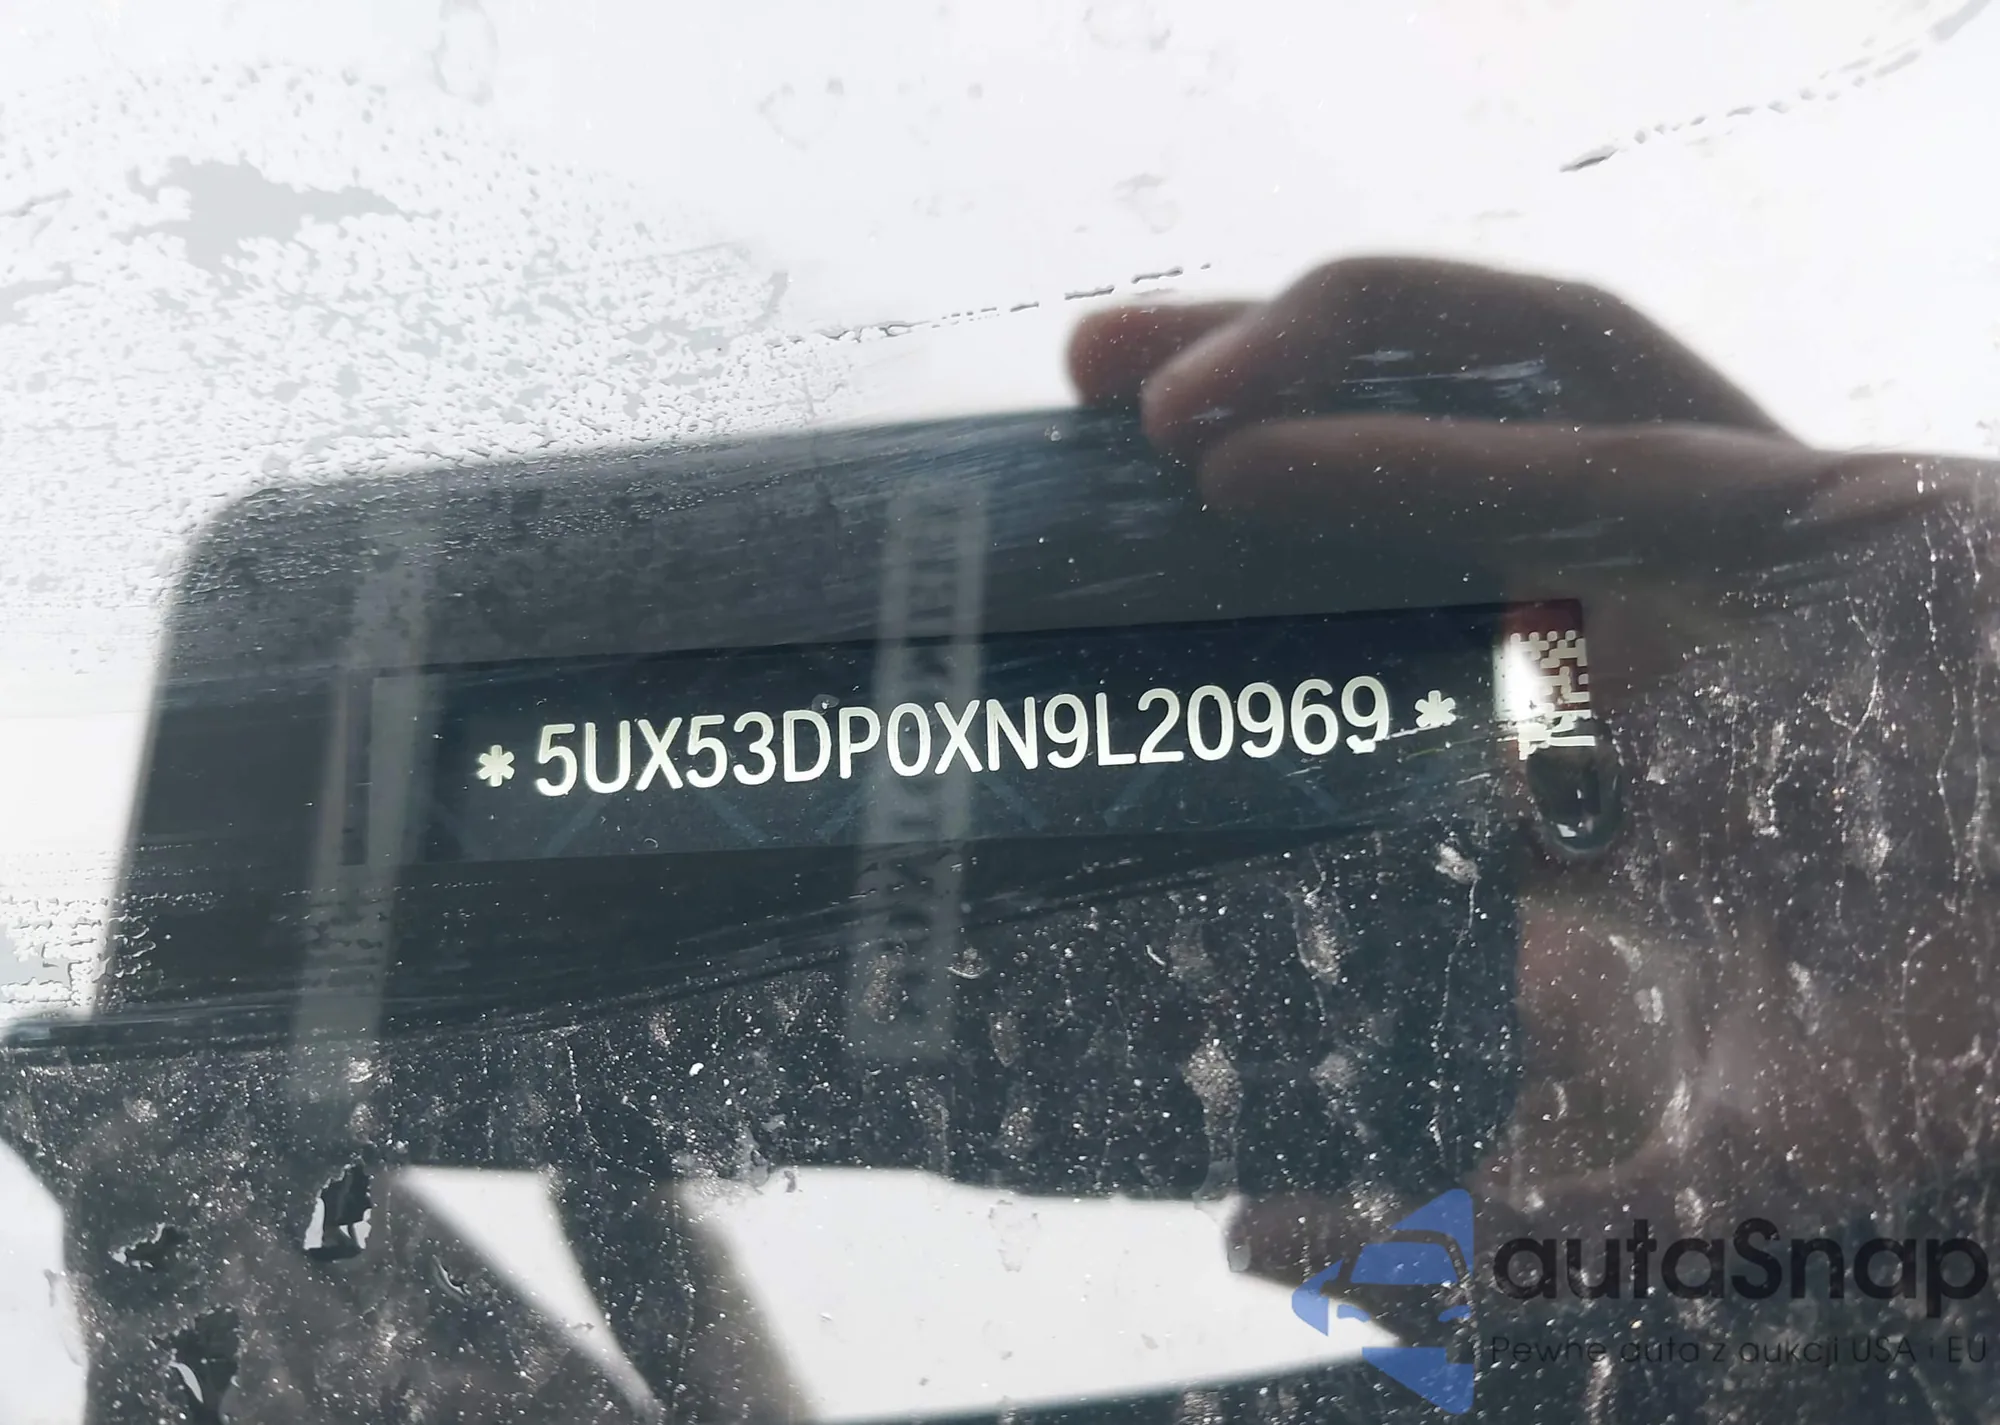 *5UX53DP0XN9L20969*
autaSnap
Pewne auta z aukcji USA i EU